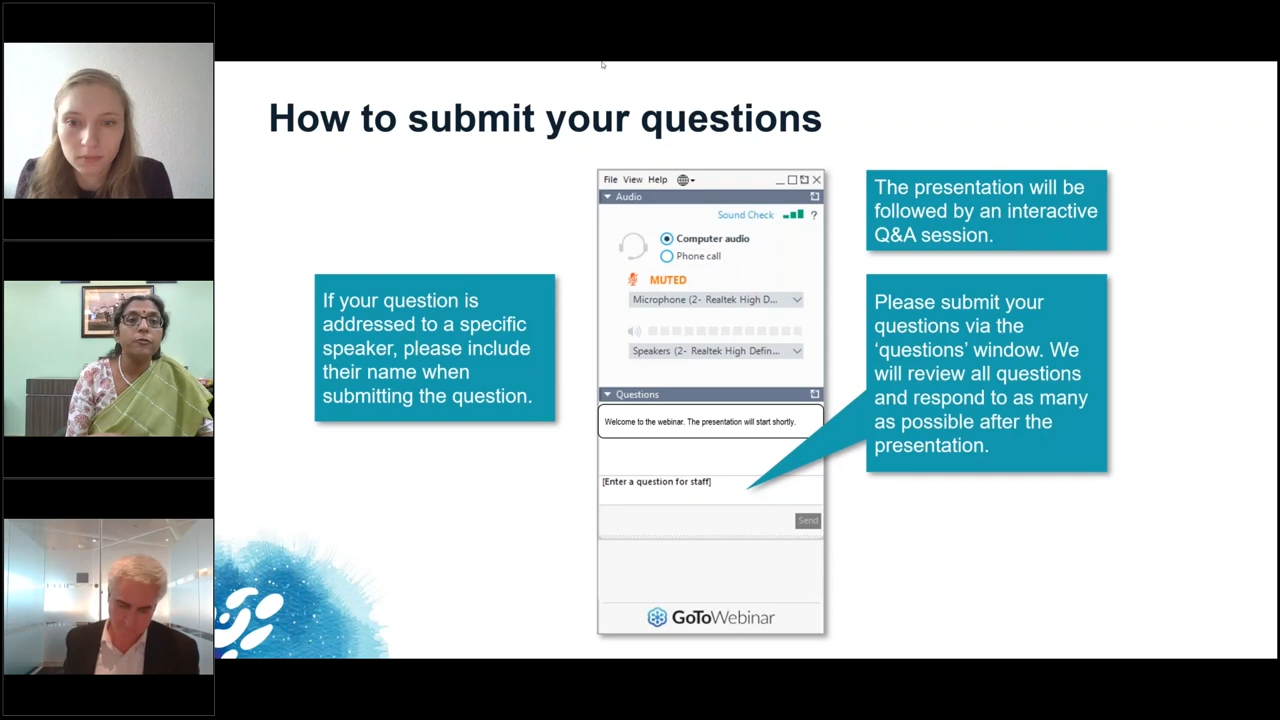 How to submit your questions
If your question is
addressed to a specific
speaker, please include
their name when
submitting the question.
File View Help
Audio
Sound Check ?
Computer audio
Phone call
MUTED
Microphone (2- Realtek High D...
Speakers (2- Realtek High Defin...
Questions
Welcome to the webinar. The presentation will start shortly.
[Enter a question for staff]
Send
GoToWebinar
The presentation will be
followed by an interactive
Q&A session.
Please submit your
questions via the
‘questions’ window. We
will review all questions
and respond to as many
as possible after the
presentation.